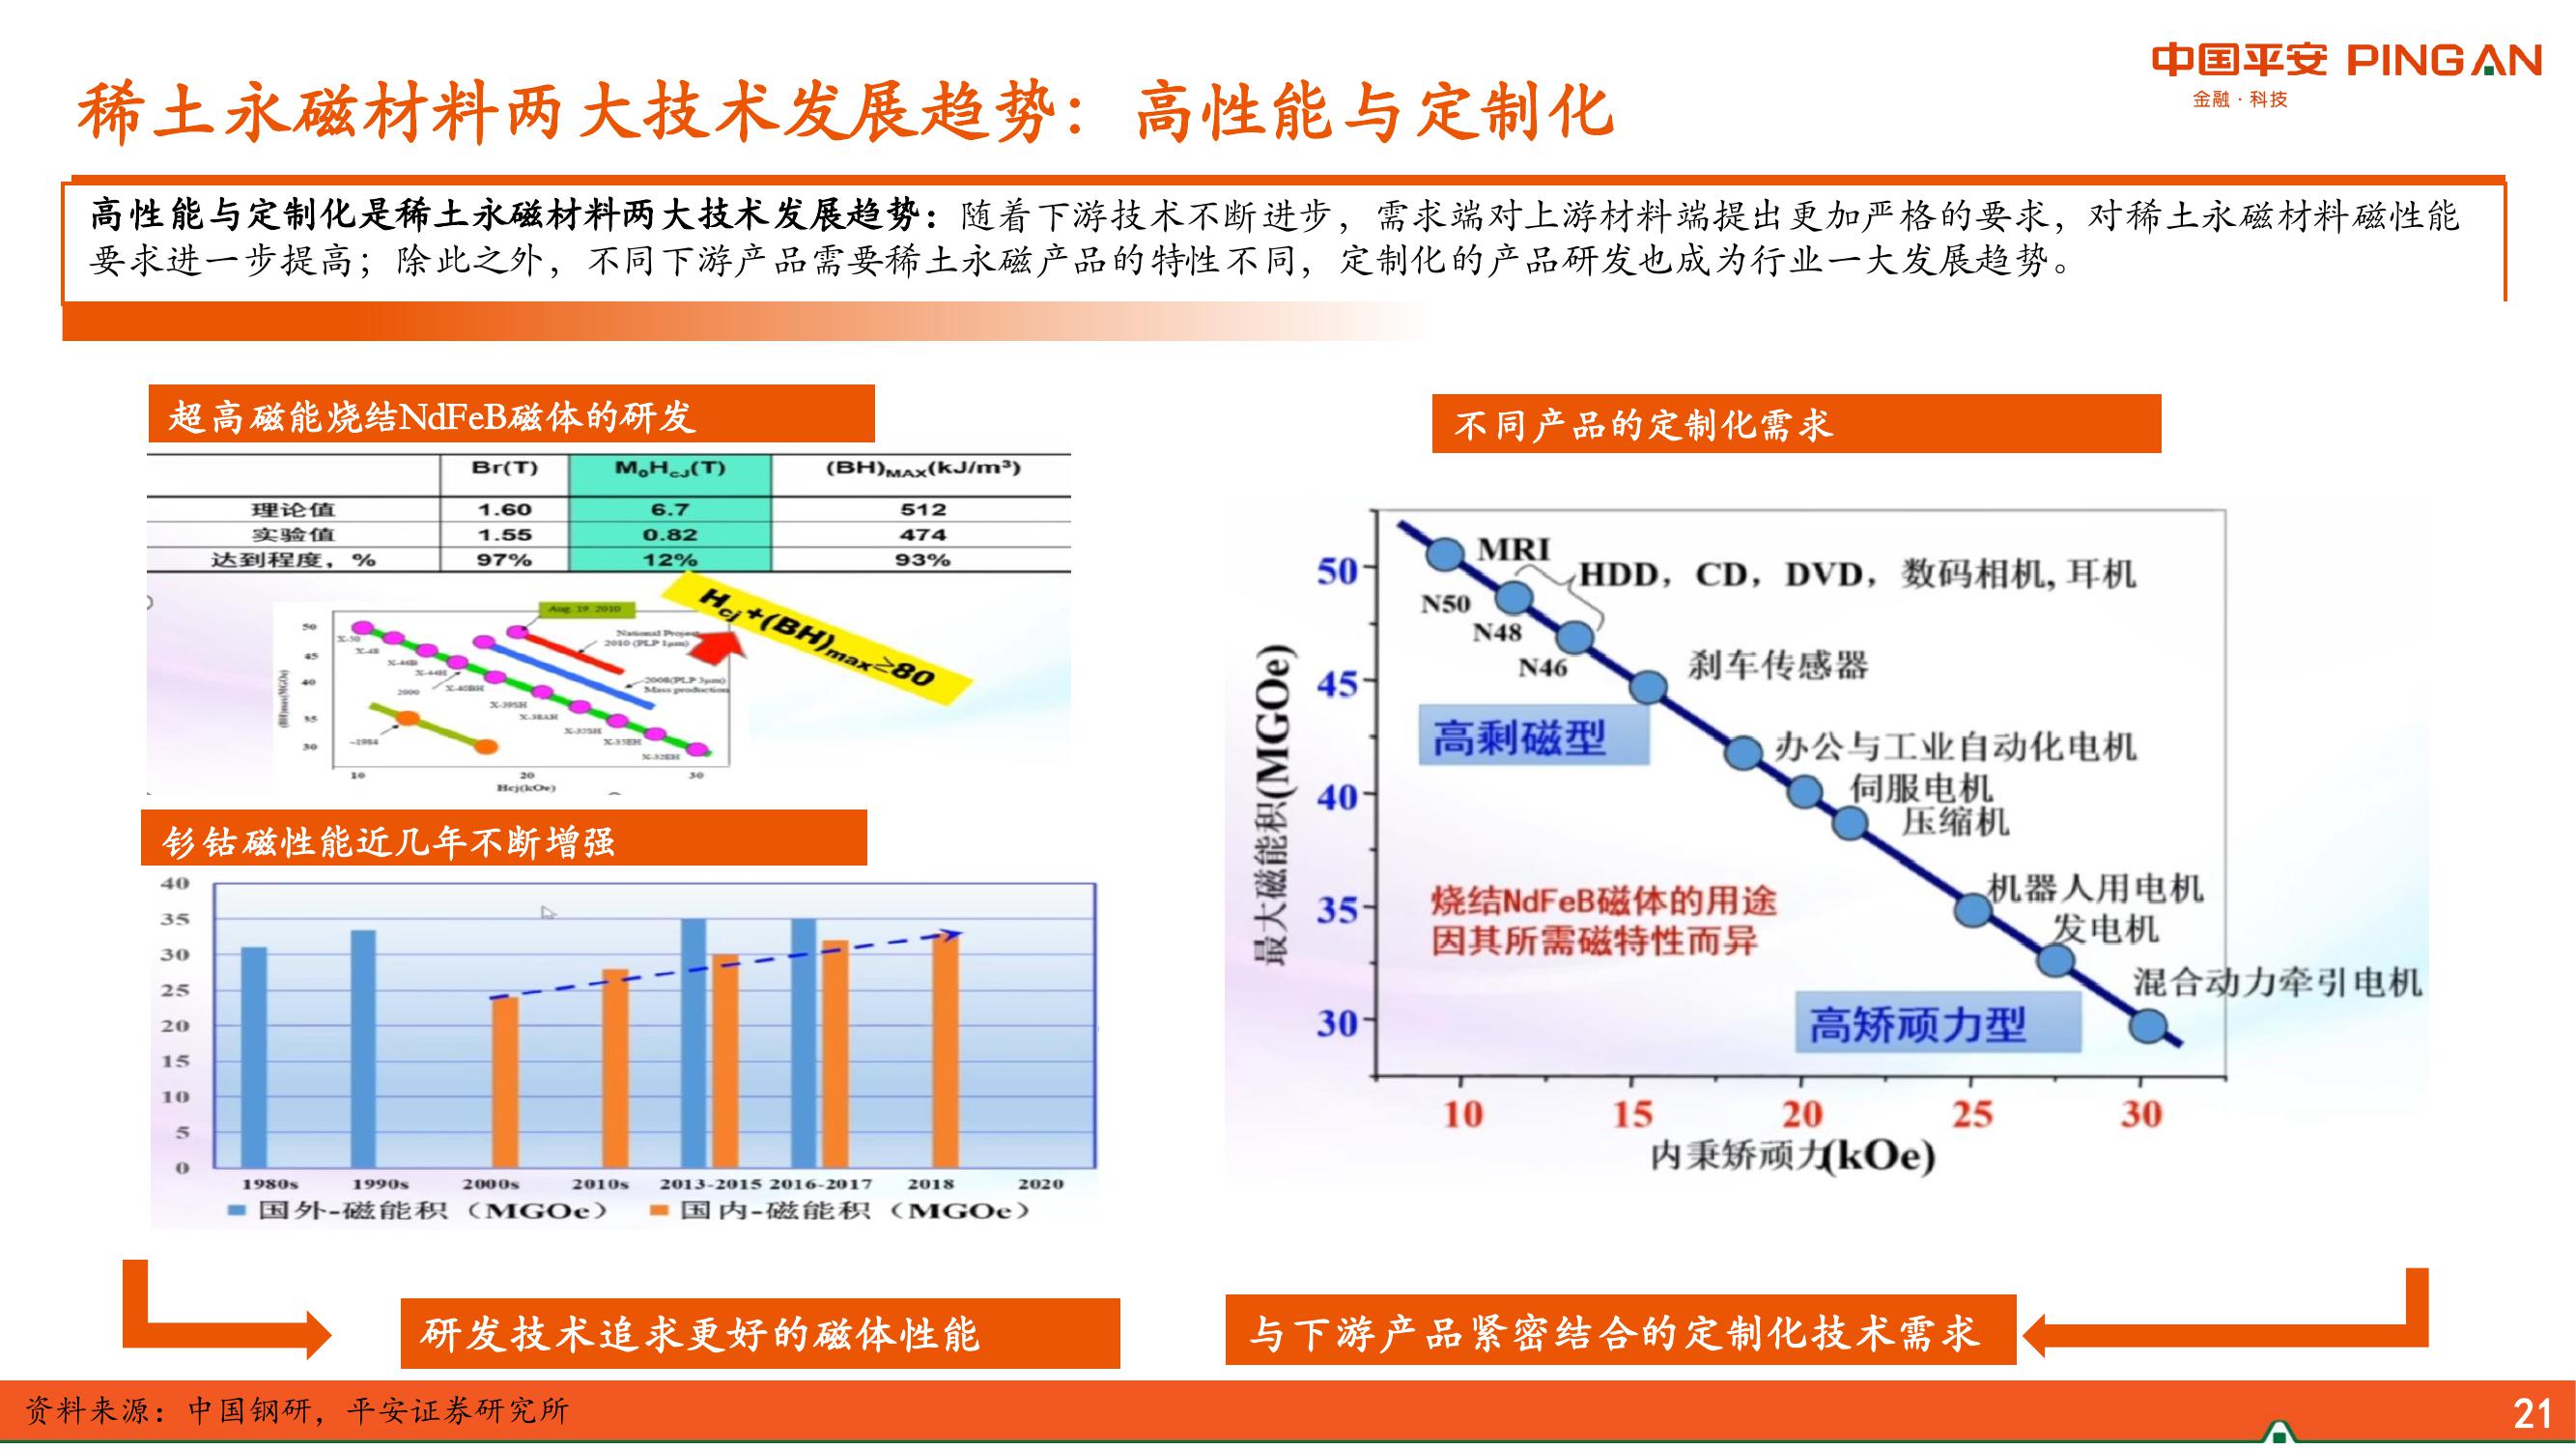 中国平安 PING AN
金融·科技
稀土永磁材料两大技术发展趋势：高性能与定制化
高性能与定制化是稀土永磁材料两大技术发展趋势：随着下游技术不断进步，需求端对上游材料端提出更加严格的要求，对稀土永磁材料磁性能
要求进一步提高；除此之外，不同下游产品需要稀土永磁产品的特性不同，定制化的产品研发也成为行业一大发展趋势。
超高磁能烧结NdFeB磁体的研发
Br(T) M₀H_cJ(T) (BH)MAX(kJ/m³)
理论值 1.60 6.7 512
实验值 1.55 0.82 474
达到程度，% 97% 12% 93%
Hcj+(BH)max≥80
Aug. 19. 2010
National Projec
2010 (PLP 1μm)
2008(PLP 3μm)
Mass production
X-50
X-48
X-46B
X-44H
2000
X-40BH
X-39SH
X-38AH
X-35SH
X-33EH
X-32EH
~1984
(BH)max(MGOe)
50
45
40
35
30
10 20 30
Hcj(kOe)
钐钴磁性能近几年不断增强
40
35
30
25
20
15
10
5
0
1980s 1990s 2000s 2010s 2013-2015 2016-2017 2018 2020
国外-磁能积（MGOe） 国内-磁能积（MGOe）
研发技术追求更好的磁体性能
不同产品的定制化需求
最大磁能积(MGOe)
50
45
40
35
30
MRI
HDD，CD，DVD，数码相机, 耳机
N50
N48
N46
刹车传感器
高剩磁型
办公与工业自动化电机
伺服电机
压缩机
烧结NdFeB磁体的用途
因其所需磁特性而异
机器人用电机
发电机
混合动力牵引电机
高矫顽力型
10 15 20 25 30
内秉矫顽力(kOe)
与下游产品紧密结合的定制化技术需求
资料来源：中国钢研，平安证券研究所
21